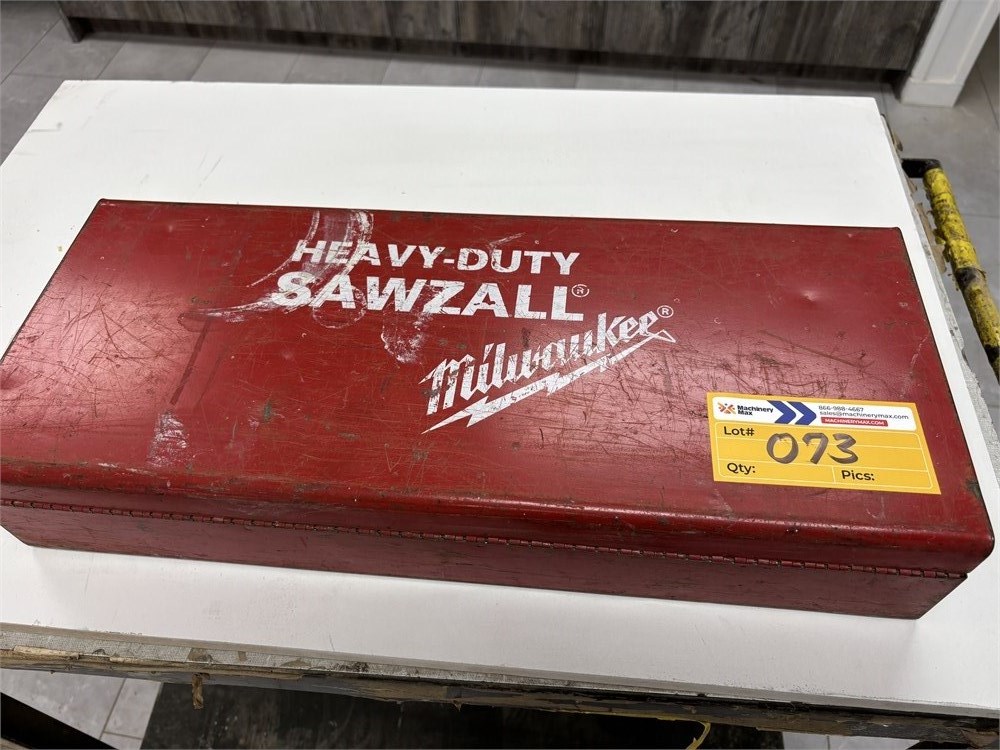 HEAVY-DUTY
SAWZALL®
Milwaukee®
Machinery Max
866-988-4667
sales@machinerymax.com
MACHINERYMAX.COM
Lot# 073
Qty: Pics: